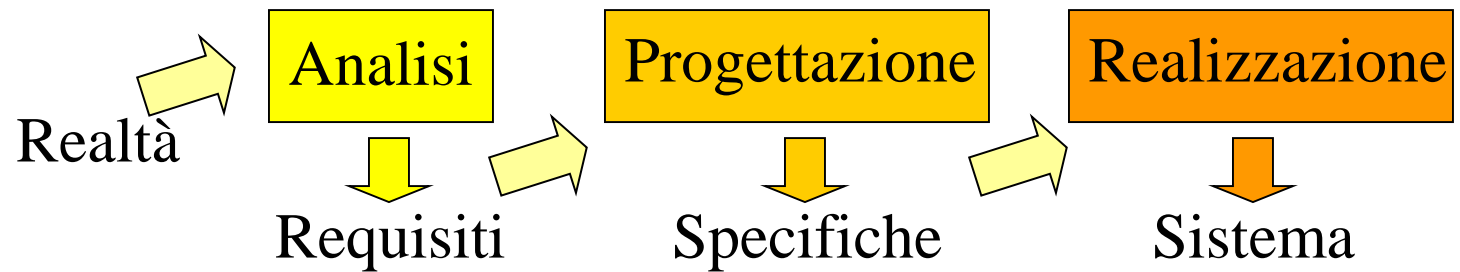 Analisi
Progettazione
Realizzazione
Realtà
Requisiti
Specifiche
Sistema